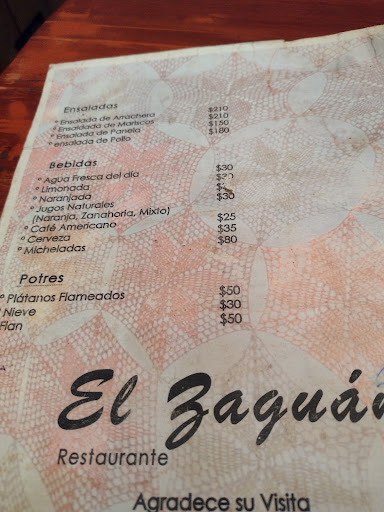 Ensaladas
° Ensalada de Arrachera $210
° Ensaldada de Mariscos $210
° Ensalada de Panela $150
° ensalada de Pollo $180
Bebidas
° Agua Fresca del día $30
° Limonada
° Naranjada
° Jugos Naturales $30
(Naranja, Zanahoria, Mixto)
° Café Americano $25
° Cerveza $35
° Micheladas $80
Potres
° Plátanos Flameados $50
Nieve $30
Flan $50
El Zaguán
Restaurante
Agradece su Visita